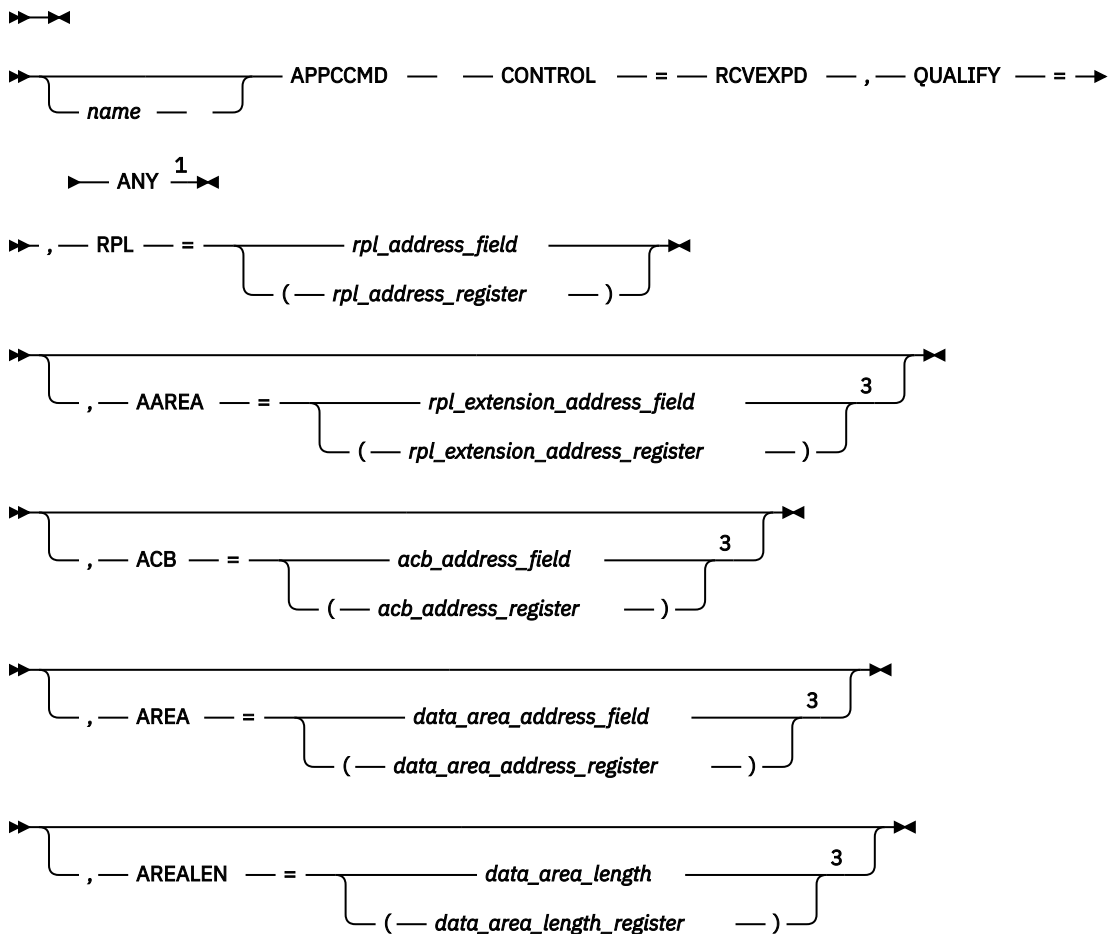 APPCCMD CONTROL = RCVEXPD , QUALIFY =
name
ANY 1
, RPL = rpl_address_field
( rpl_address_register )
, AAREA = rpl_extension_address_field 3
( rpl_extension_address_register )
, ACB = acb_address_field 3
( acb_address_register )
, AREA = data_area_address_field 3
( data_area_address_register )
, AREALEN = data_area_length 3
( data_area_length_register )